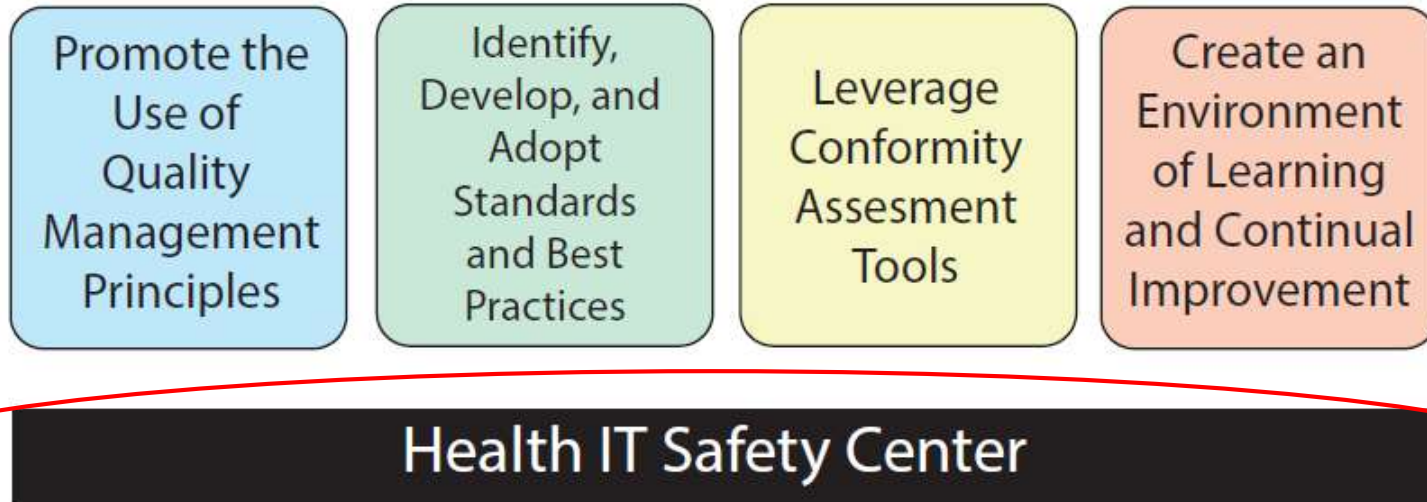 Promote the
Use of
Quality
Management
Principles
Identify,
Develop, and
Adopt
Standards
and Best
Practices
Leverage
Conformity
Assesment
Tools
Create an
Environment
of Learning
and Continual
Improvement
Health IT Safety Center